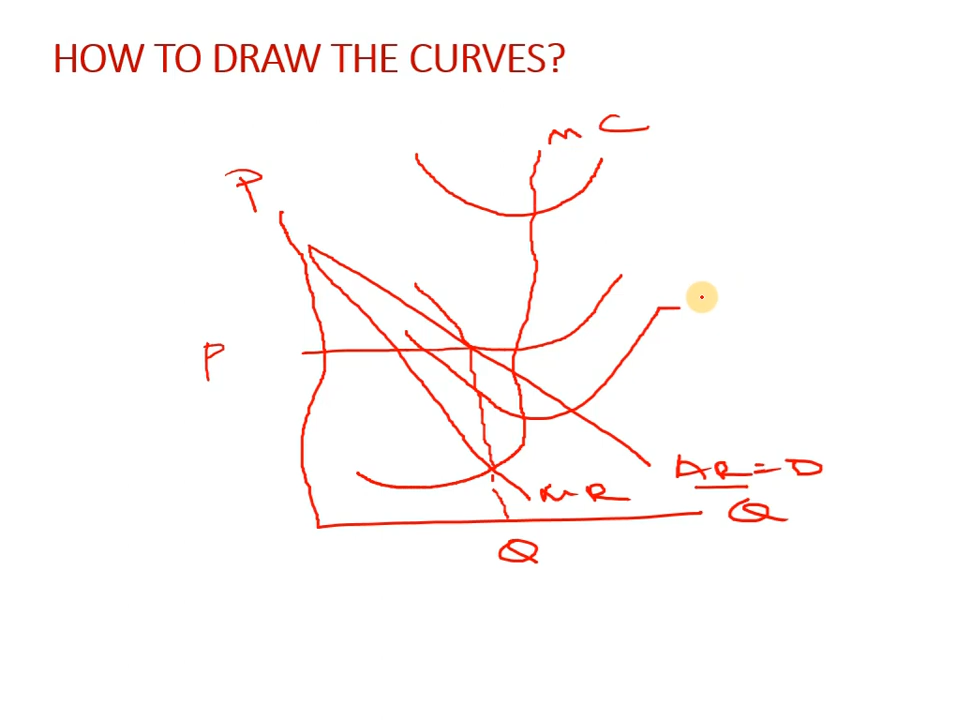 HOW TO DRAW THE CURVES?
MC
P
P
AR=D
MR
Q
Q